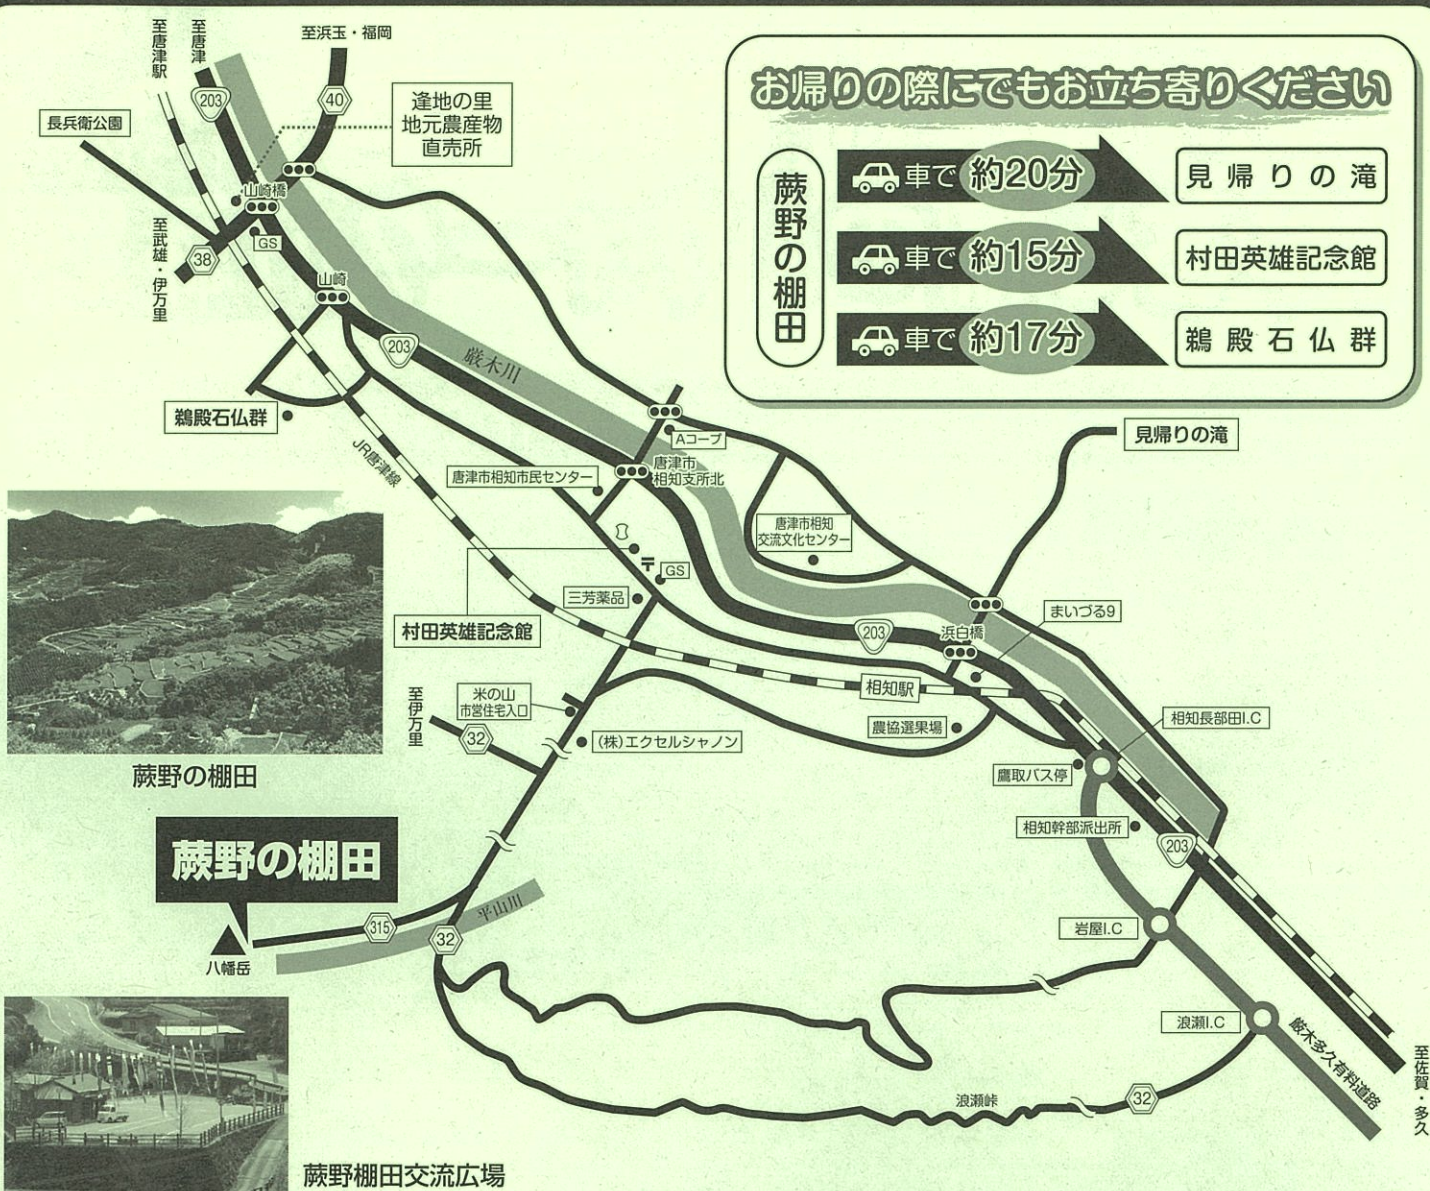 至唐津駅
至唐津
至浜玉・福岡
203
40
逢地の里
地元農産物
直売所
長兵衛公園
山崎橋
GS
38
至武雄・伊万里
山崎
203
厳木川
鵜殿石仏群
JR唐津線
お帰りの際にでもお立ち寄りください
蕨野の棚田
車で 約20分
見帰りの滝
車で 約15分
村田英雄記念館
車で 約17分
鵜殿石仏群
Aコープ
唐津市
相知支所北
唐津市相知市民センター
見帰りの滝
唐津市相知
交流文化センター
〒
GS
三芳薬品
村田英雄記念館
まいづる9
浜白橋
203
相知駅
米の山
市営住宅入口
至伊万里
32
(株)エクセルシャノン
農協選果場
相知長部田I.C
鷹取バス停
相知幹部派出所
203
蕨野の棚田
蕨野の棚田
315
平山川
32
八幡岳
岩屋I.C
浪瀬I.C
厳木多久有料道路
至佐賀・多久
浪瀬峠
32
蕨野棚田交流広場